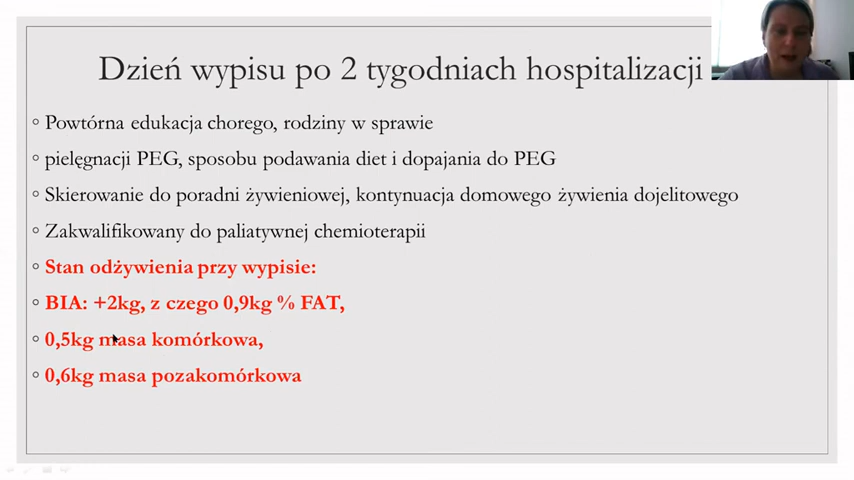 Dzień wypisu po 2 tygodniach hospitalizacji
Powtórna edukacja chorego, rodziny w sprawie
pielęgnacji PEG, sposobu podawania diet i dopajania do PEG
Skierowanie do poradni żywieniowej, kontynuacja domowego żywienia dojelitowego
Zakwalifikowany do paliatywnej chemioterapii
Stan odżywienia przy wypisie:
BIA: +2kg, z czego 0,9kg % FAT,
0,5kg masa komórkowa,
0,6kg masa pozakomórkowa